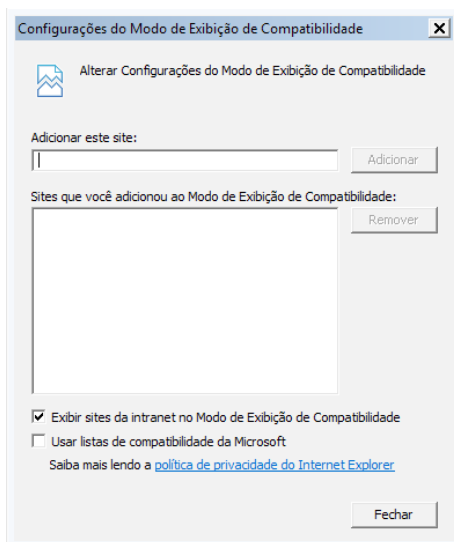 Configurações do Modo de Exibição de Compatibilidade
Alterar Configurações do Modo de Exibição de Compatibilidade
Adicionar este site:
Adicionar
Sites que você adicionou ao Modo de Exibição de Compatibilidade:
Remover
Exibir sites da intranet no Modo de Exibição de Compatibilidade
Usar listas de compatibilidade da Microsoft
Saiba mais lendo a política de privacidade do Internet Explorer
Fechar